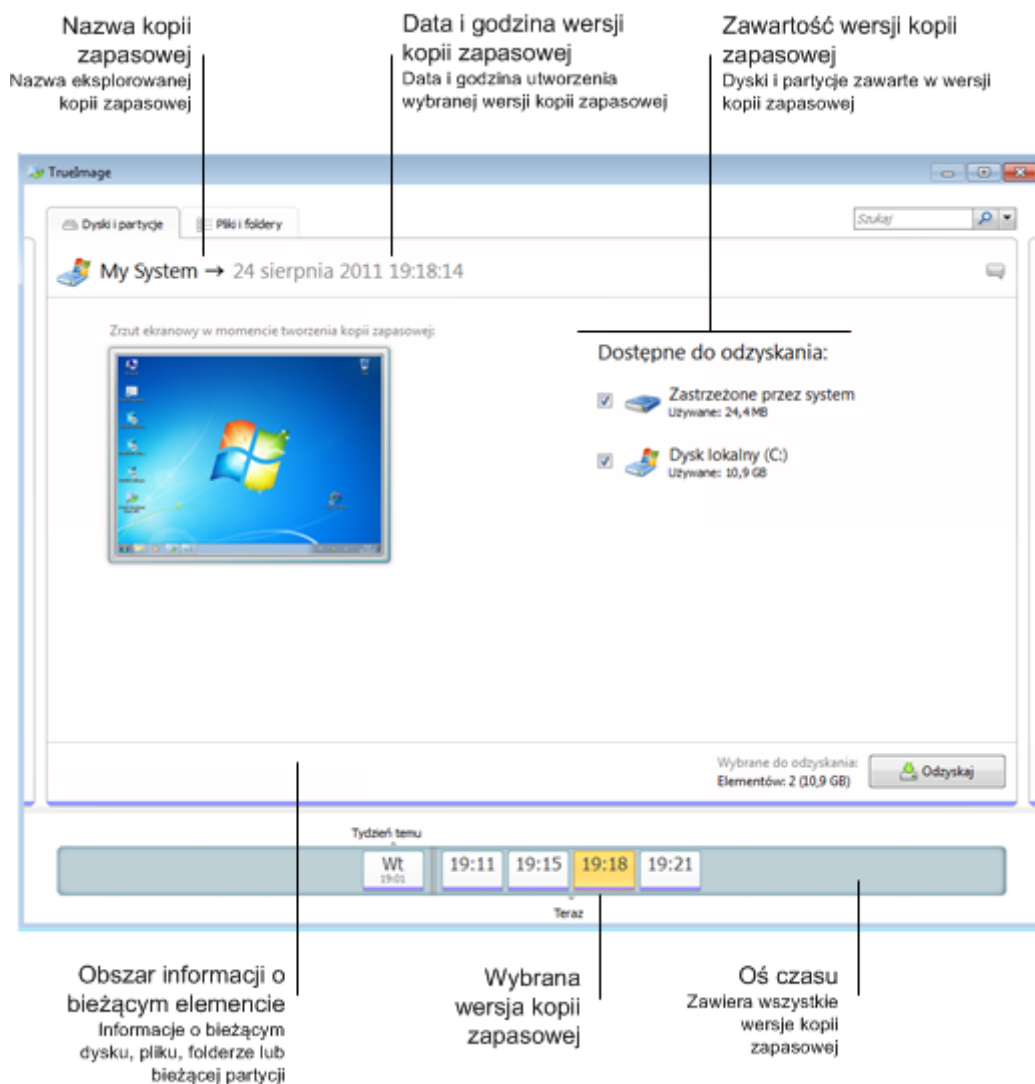 Nazwa kopii
zapasowej
Nazwa eksplorowanej
kopii zapasowej
Data i godzina wersji
kopii zapasowej
Data i godzina utworzenia
wybranej wersji kopii zapasowej
Zawartość wersji kopii
zapasowej
Dyski i partycje zawarte w wersji
kopii zapasowej
TrueImage
Dyski i partycje
Pliki i foldery
Szukaj
My System → 24 sierpnia 2011 19:18:14
Zrzut ekranowy w momencie tworzenia kopii zapasowej:
Dostępne do odzyskania:
Zastrzeżone przez system
Używane: 24,4 MB
Dysk lokalny (C:)
Używane: 10,9 GB
Wybrane do odzyskania:
Elementów: 2 (10,9 GB)
Odzyskaj
Tydzień temu
Wt
19:01
19:11
19:15
19:18
19:21
Teraz
Obszar informacji o
bieżącym elemencie
Informacje o bieżącym
dysku, pliku, folderze lub
bieżącej partycji
Wybrana
wersja kopii
zapasowej
Oś czasu
Zawiera wszystkie
wersje kopii
zapasowej